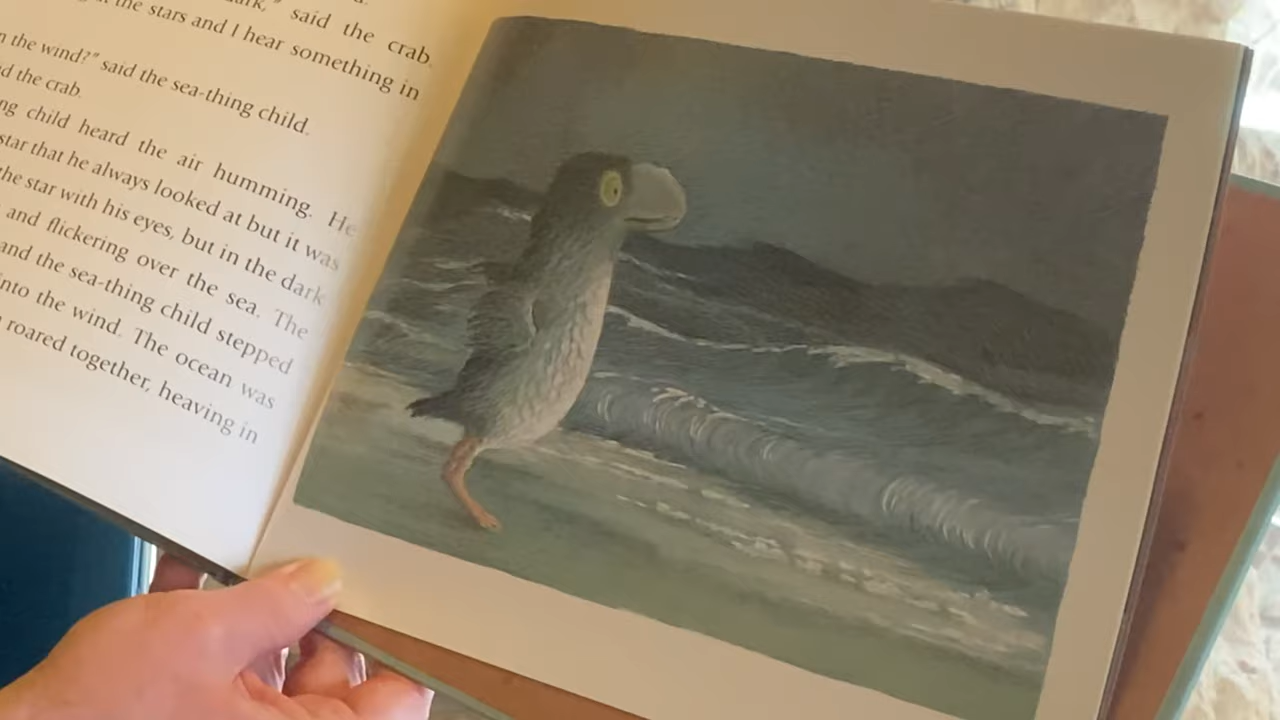 ark," said the crab.
the stars and I hear something in
the wind?" said the sea-thing child.
d the crab.
ng child heard the air humming. He
star that he always looked at but it was
the star with his eyes, but in the dark
and flickering over the sea. The
and the sea-thing child stepped
nto the wind. The ocean was
roared together, heaving in